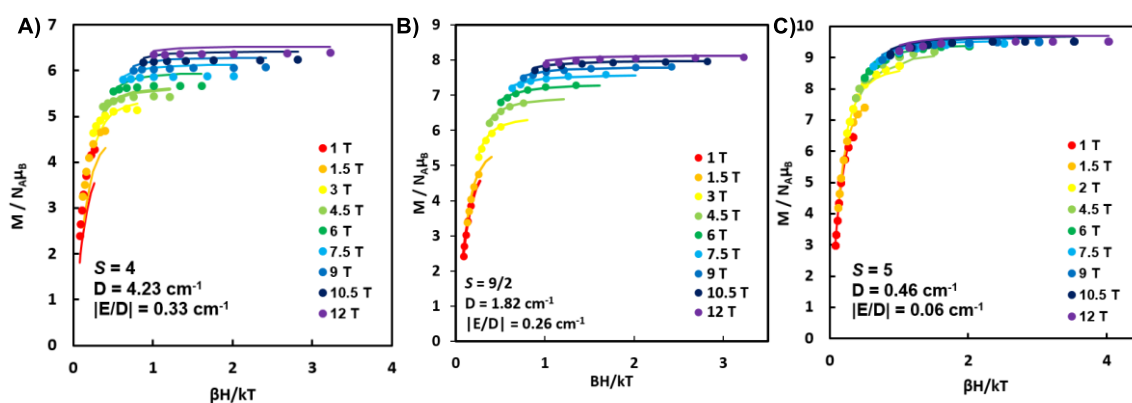 A)
7
6
5
4
3
2
1
0
M / NAμB
0 1 2 3 4
βH/kT
1 T
1.5 T
3 T
4.5 T
6 T
7.5 T
9 T
10.5 T
12 T
S = 4
D = 4.23 cm-1
|E/D| = 0.33 cm-1
B)
9
8
7
6
5
4
3
2
1
0
M / NAμB
0 1 2 3
BH/kT
1 T
1.5 T
3 T
4.5 T
6 T
7.5 T
9 T
10.5 T
12 T
S = 9/2
D = 1.82 cm-1
|E/D| = 0.26 cm-1
C)
10
9
8
7
6
5
4
3
2
1
0
M / NAμB
0 1 2 3 4
βH/kT
1 T
1.5 T
2 T
4.5 T
6 T
7.5 T
9 T
10.5 T
12 T
S = 5
D = 0.46 cm-1
|E/D| = 0.06 cm-1